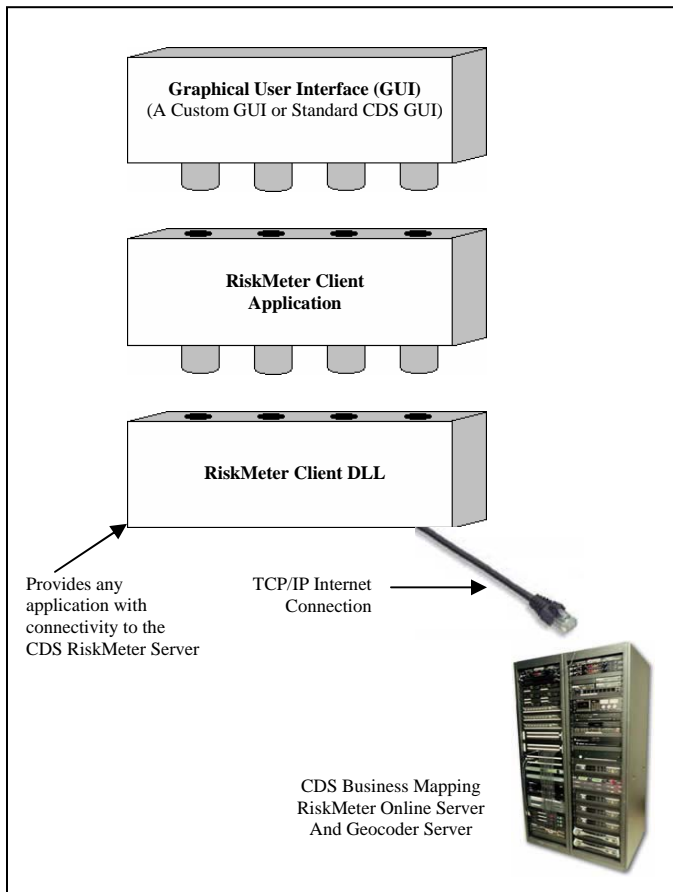 Graphical User Interface (GUI)
(A Custom GUI or Standard CDS GUI)
RiskMeter Client
Application
RiskMeter Client DLL
Provides any
application with
connectivity to the
CDS RiskMeter Server
TCP/IP Internet
Connection
CDS Business Mapping
RiskMeter Online Server
And Geocoder Server